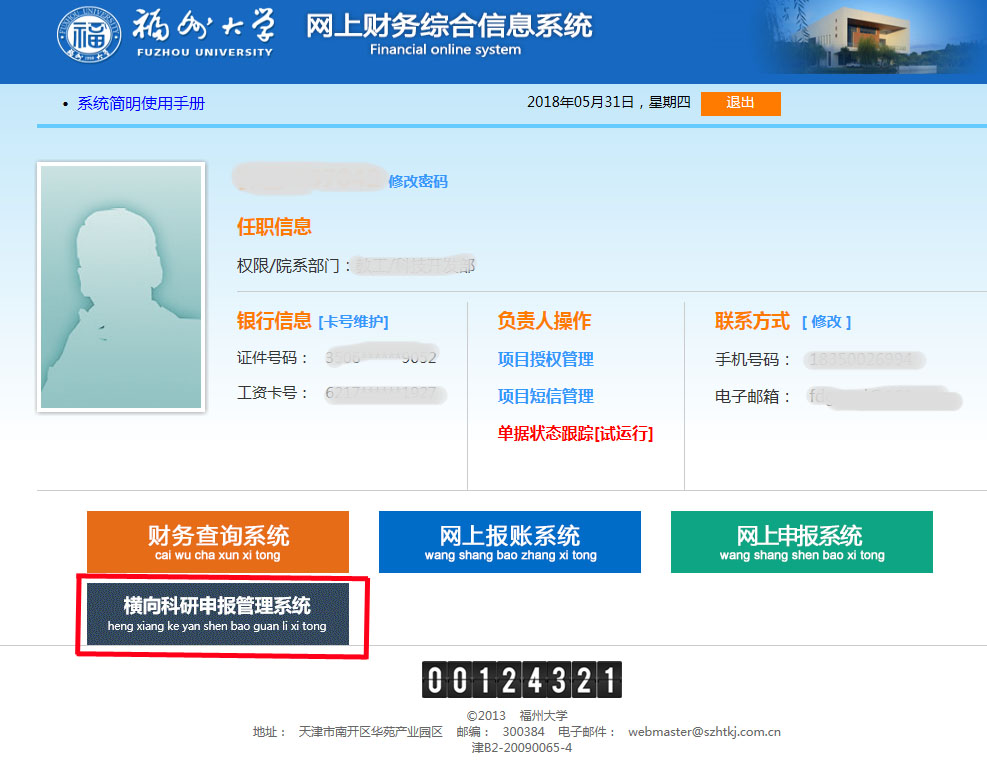 福州大学
FUZHOU UNIVERSITY
网上财务综合信息系统
Financial online system
• 系统简明使用手册
2018年05月31日，星期四
退出
修改密码
任职信息
权限/院系部门：
银行信息 [卡号维护]
证件号码：
工资卡号：
负责人操作
项目授权管理
项目短信管理
单据状态跟踪[试运行]
联系方式 [ 修改 ]
手机号码：
电子邮箱：
财务查询系统
cai wu cha xun xi tong
网上报账系统
wang shang bao zhang xi tong
网上申报系统
wang shang shen bao xi tong
横向科研申报管理系统
heng xiang ke yan shen bao guan li xi tong
00124321
©2013 福州大学
地址： 天津市南开区华苑产业园区 邮编： 300384 电子邮件： webmaster@szhtkj.com.cn
津B2-20090065-4